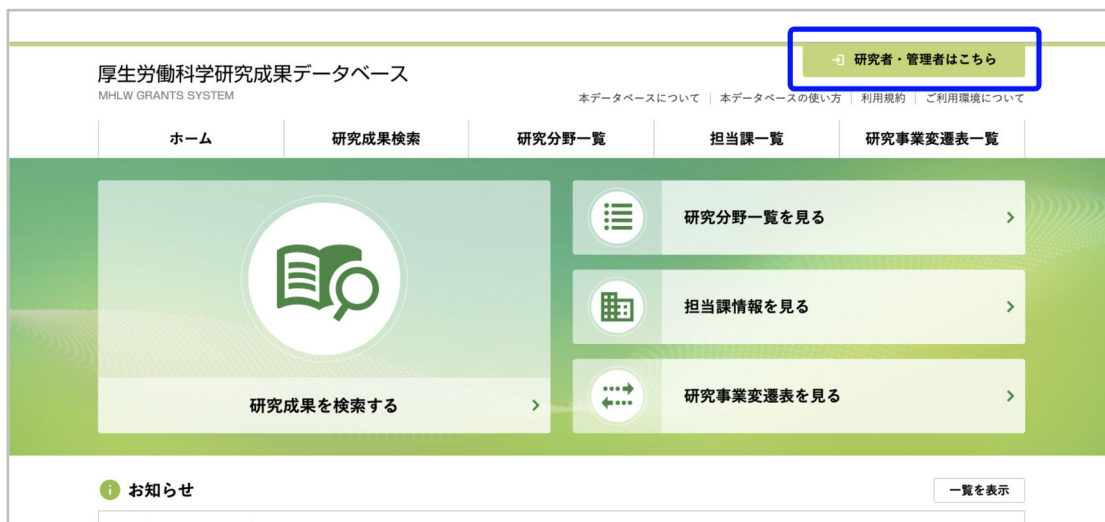 研究者・管理者はこちら
厚生労働科学研究成果データベース
MHLW GRANTS SYSTEM
本データベースについて 本データベースの使い方 利用規約 ご利用環境について
ホーム 研究成果検索 研究分野一覧 担当課一覧 研究事業変遷表一覧
研究分野一覧を見る
担当課情報を見る
研究事業変遷表を見る
研究成果を検索する
お知らせ 一覧を表示